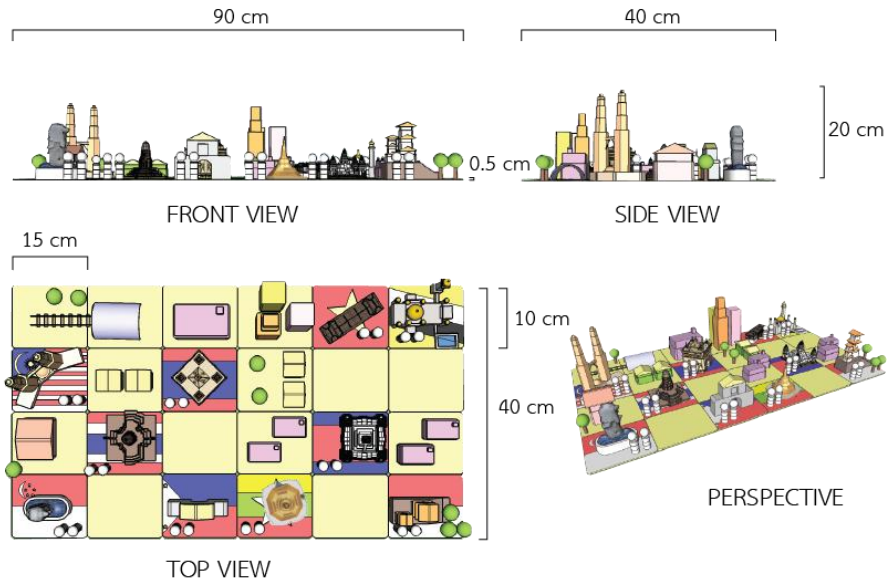 90 cm
40 cm
20 cm
0.5 cm
FRONT VIEW
SIDE VIEW
15 cm
10 cm
40 cm
PERSPECTIVE
TOP VIEW